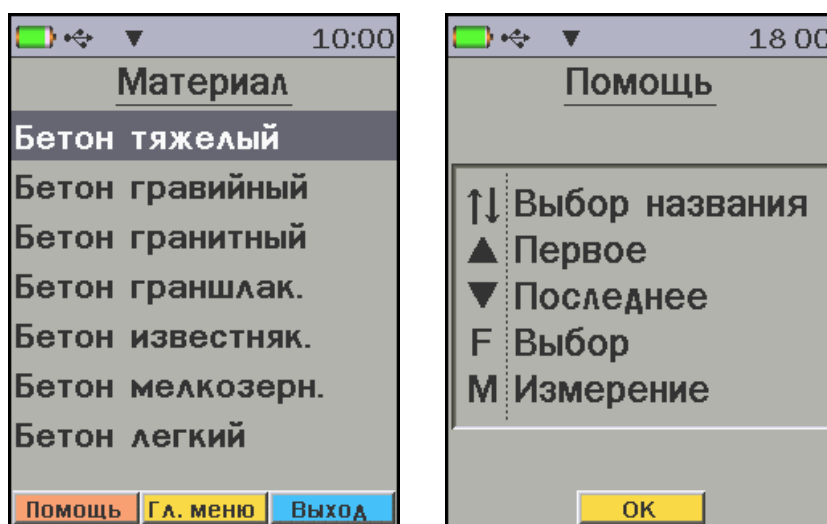 10:00
Материал
Бетон тяжелый
Бетон гравийный
Бетон гранитный
Бетон граншлак.
Бетон известняк.
Бетон мелкозерн.
Бетон легкий
Помощь Гл. меню Выход
18 00
Помощь
↑↓ Выбор названия
▲ Первое
▼ Последнее
F Выбор
M Измерение
OK